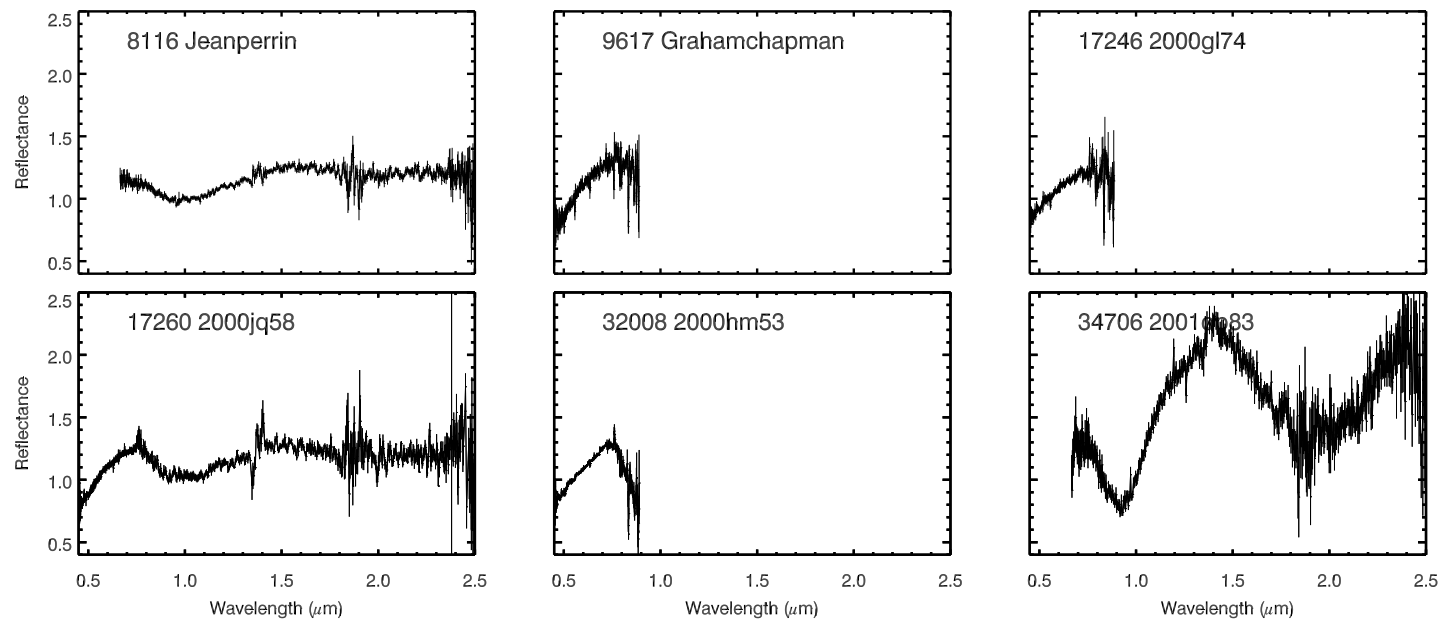 8116 Jeanperrin
9617 Grahamchapman
17246 2000gl74
2.5
2.0
1.5
1.0
0.5
Reflectance
17260 2000jq58
32008 2000hm53
34706 2001
2.5
2.0
1.5
1.0
0.5
Reflectance
0.5 1.0 1.5 2.0 2.5
0.5 1.0 1.5 2.0 2.5
0.5 1.0 1.5 2.0 2.5
Wavelength (μm)
Wavelength (μm)
Wavelength (μm)